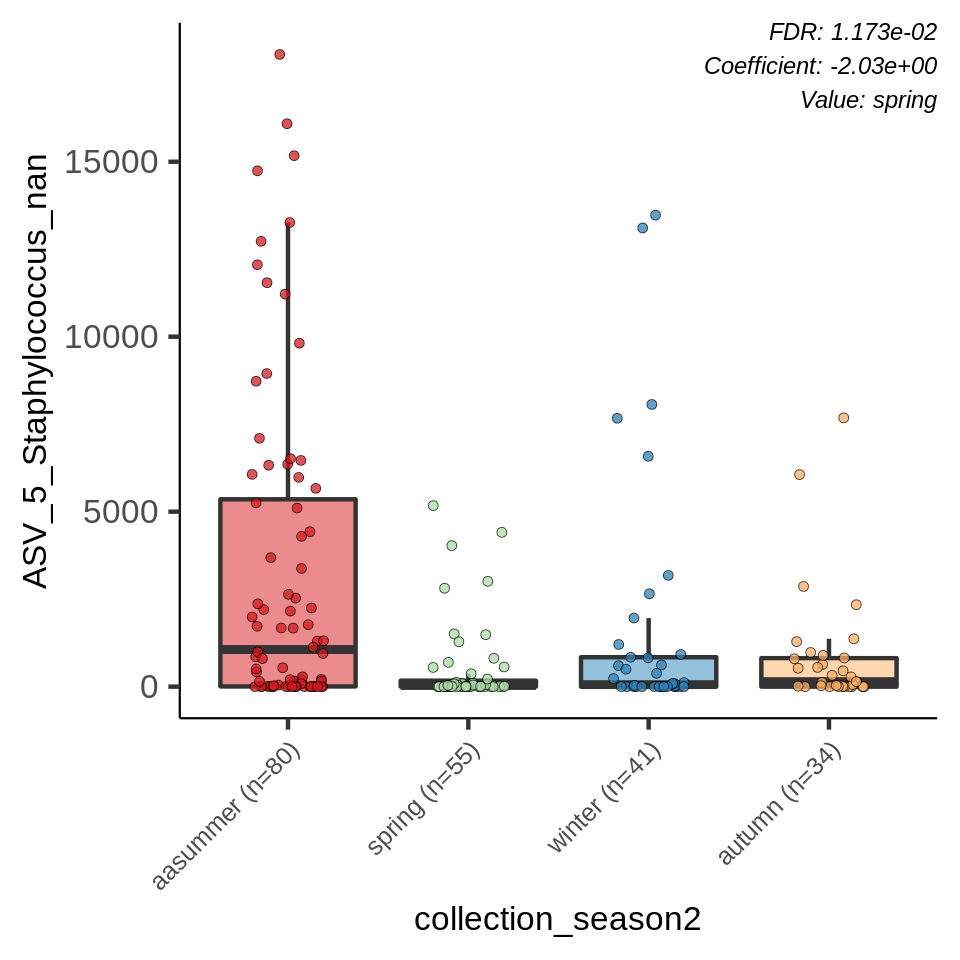 FDR: 1.173e-02
Coefficient: -2.03e+00
Value: spring
ASV_5_Staphylococcus_nan
15000
10000
5000
0
aasummer (n=80)
spring (n=55)
winter (n=41)
autumn (n=34)
collection_season2